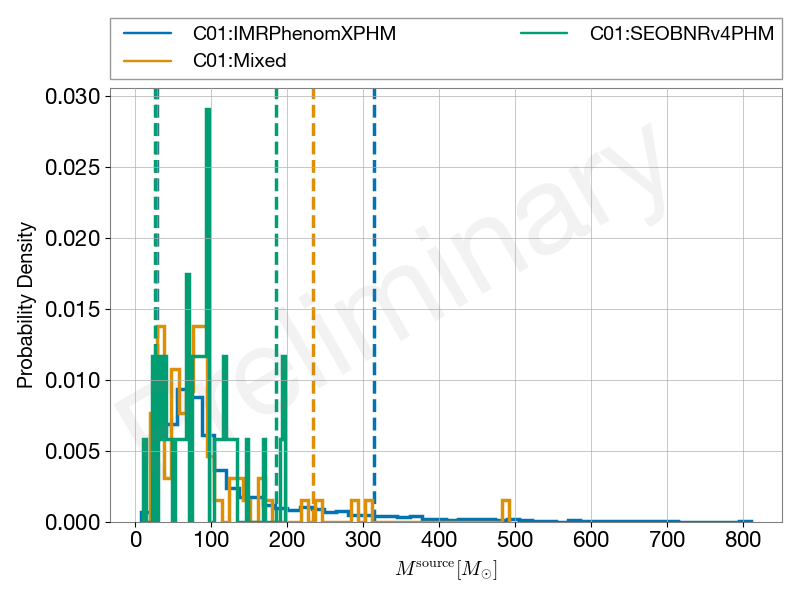 C01:IMRPhenomXPHM
C01:Mixed
C01:SEOBNRv4PHM
0.030
0.025
0.020
0.015
0.010
0.005
0.000
Probability Density
Preliminary
0 100 200 300 400 500 600 700 800
M^source[M_⊙]